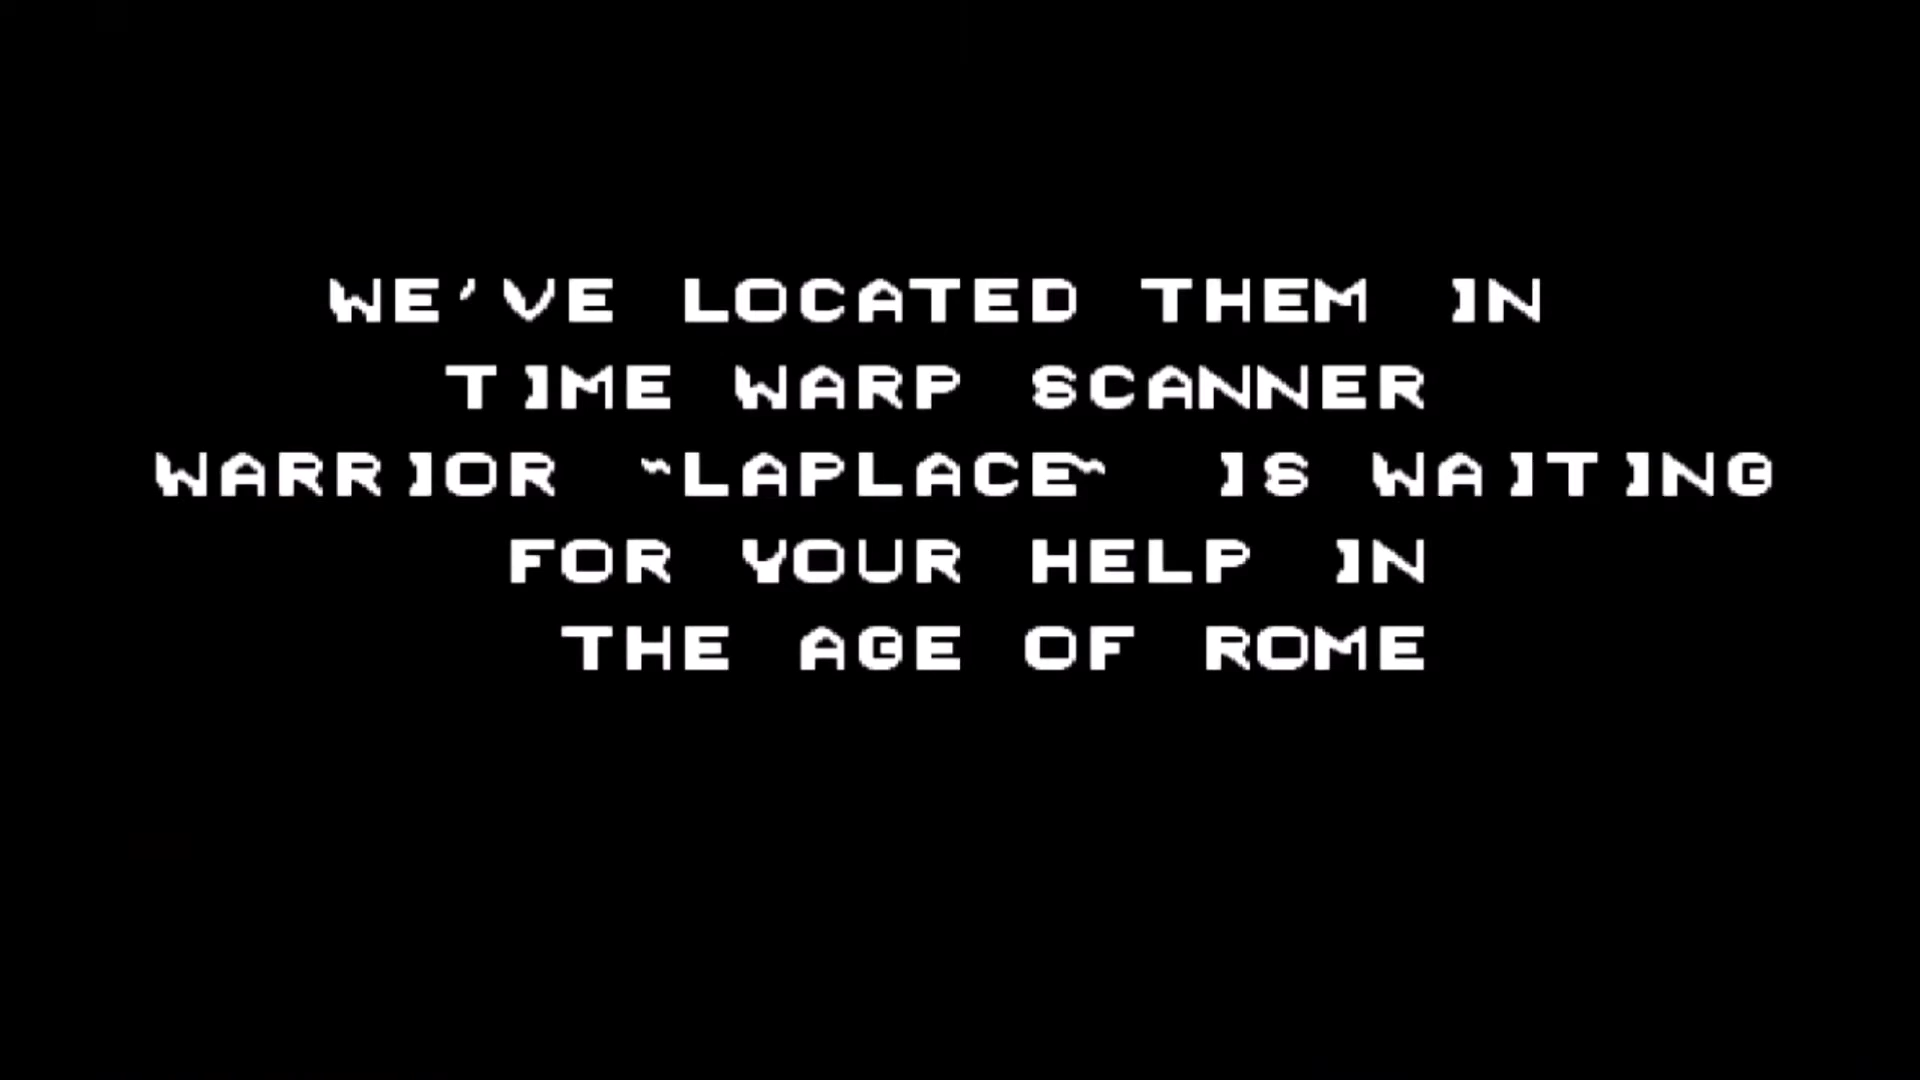 WE'VE LOCATED THEM IN
TIME WARP SCANNER
WARRIOR ~LAPLACE~ IS WAITING
FOR YOUR HELP IN
THE AGE OF ROME